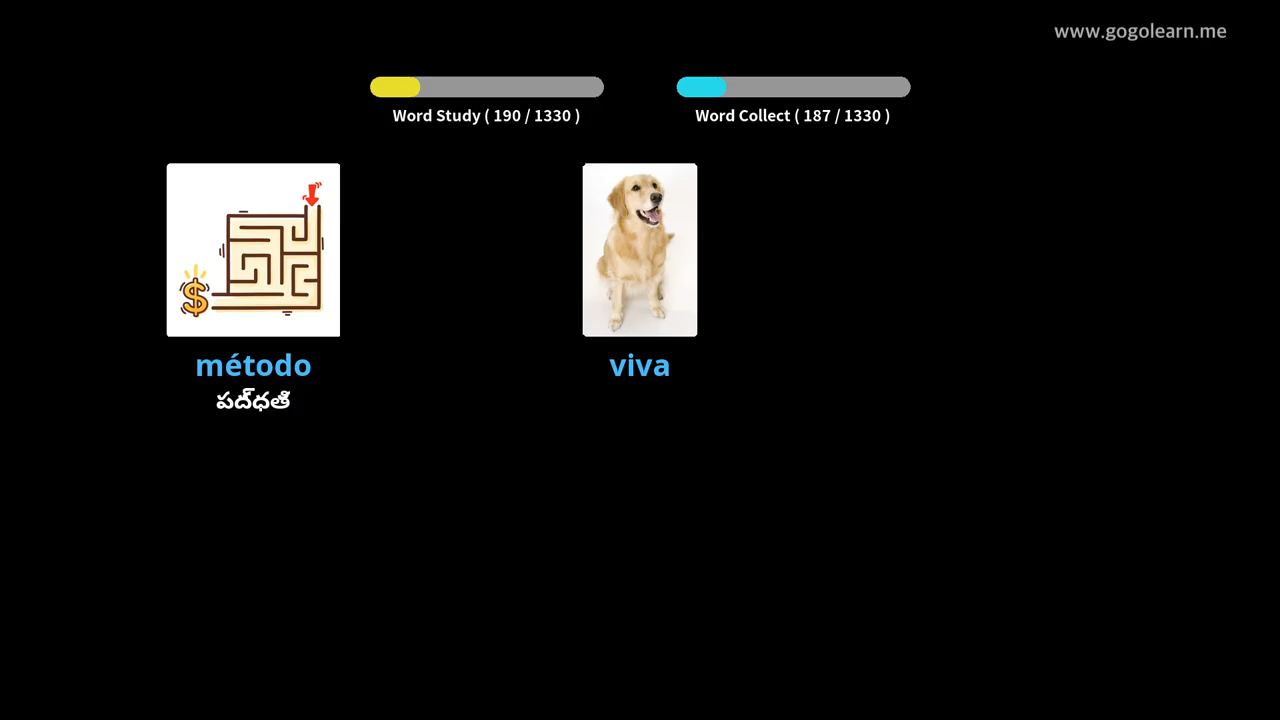 www.gogolearn.me
Word Study ( 190 / 1330 )
Word Collect ( 187 / 1330 )
método
viva
పద్ధతి